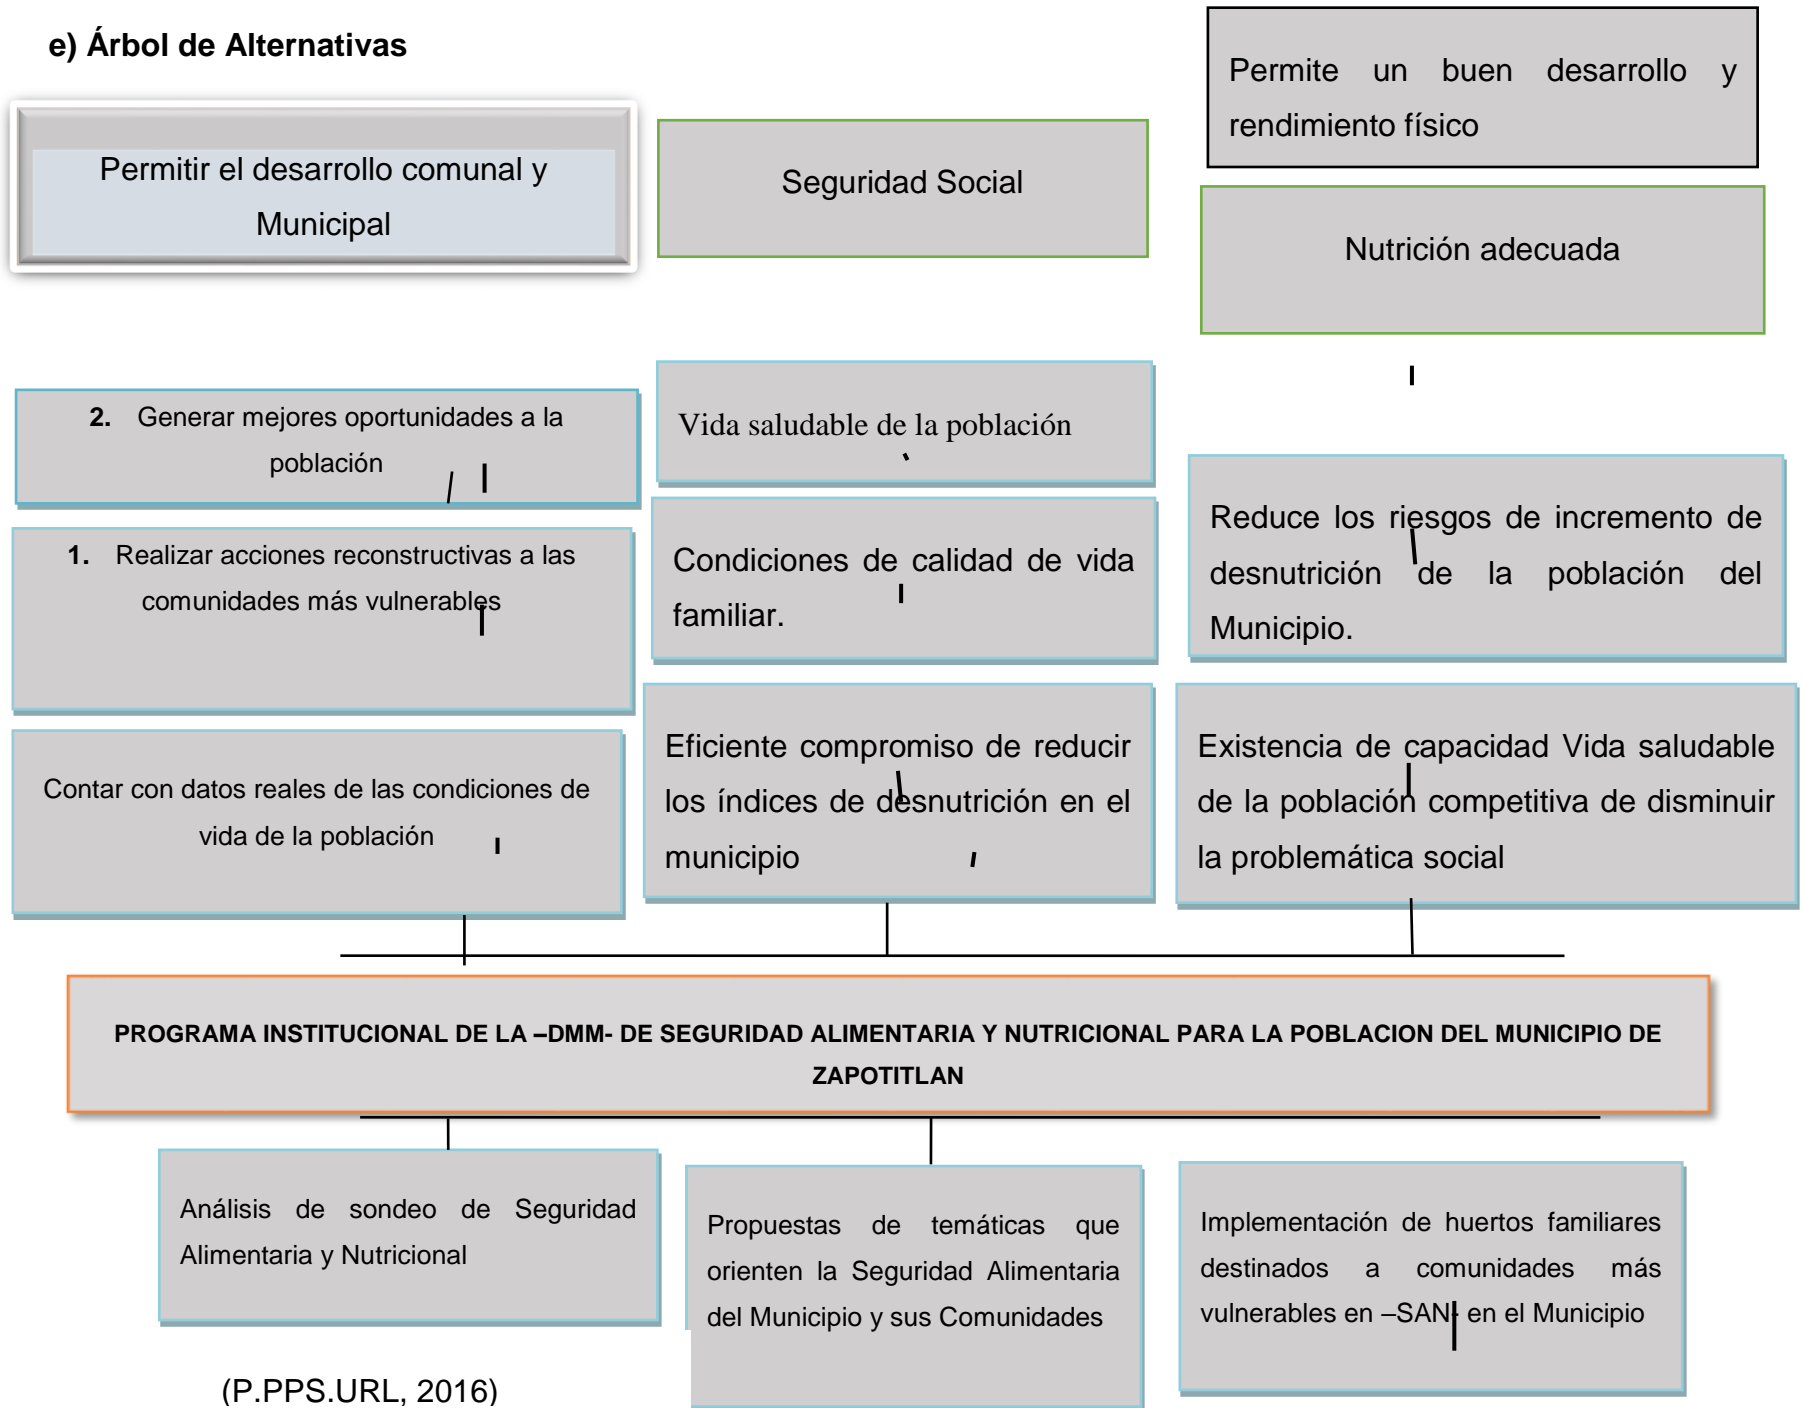 e) Árbol de Alternativas
Permitir el desarrollo comunal y
Municipal
Seguridad Social
Permite un buen desarrollo y
rendimiento físico
Nutrición adecuada
2. Generar mejores oportunidades a la
población
Vida saludable de la población
1. Realizar acciones reconstructivas a las
comunidades más vulnerables
Condiciones de calidad de vida
familiar.
Reduce los riesgos de incremento de
desnutrición de la población del
Municipio.
Contar con datos reales de las condiciones de
vida de la población
Eficiente compromiso de reducir
los índices de desnutrición en el
municipio
Existencia de capacidad Vida saludable
de la población competitiva de disminuir
la problemática social
PROGRAMA INSTITUCIONAL DE LA –DMM- DE SEGURIDAD ALIMENTARIA Y NUTRICIONAL PARA LA POBLACION DEL MUNICIPIO DE
ZAPOTITLAN
Análisis de sondeo de Seguridad
Alimentaria y Nutricional
Propuestas de temáticas que
orienten la Seguridad Alimentaria
del Municipio y sus Comunidades
Implementación de huertos familiares
destinados a comunidades más
vulnerables en –SAN- en el Municipio
(P.PPS.URL, 2016)